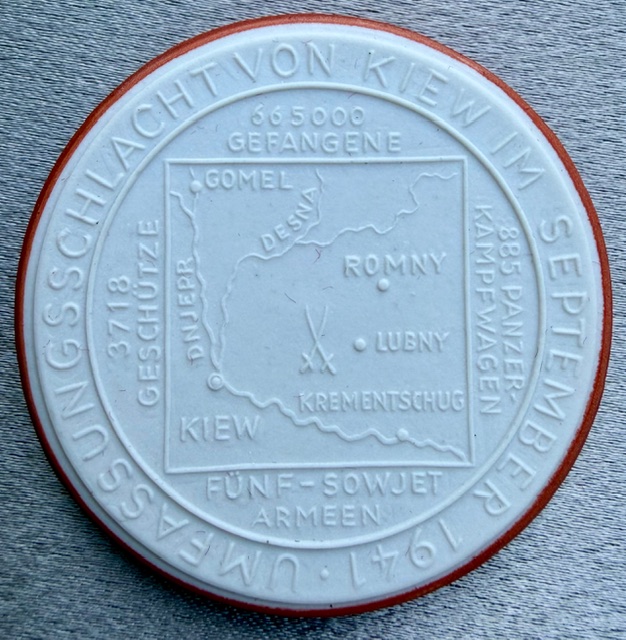 UMFASSUNGSSCHLACHT VON KIEW IM SEPTEMBER 1941 ·
665000
GEFANGENE
3718
GESCHÜTZE
885 PANZER-
KAMPFWAGEN
GOMEL
DESNA
DNJEPR
ROMNY
LUBNY
KREMENTSCHUG
KIEW
FÜNF-SOWJET
ARMEEN